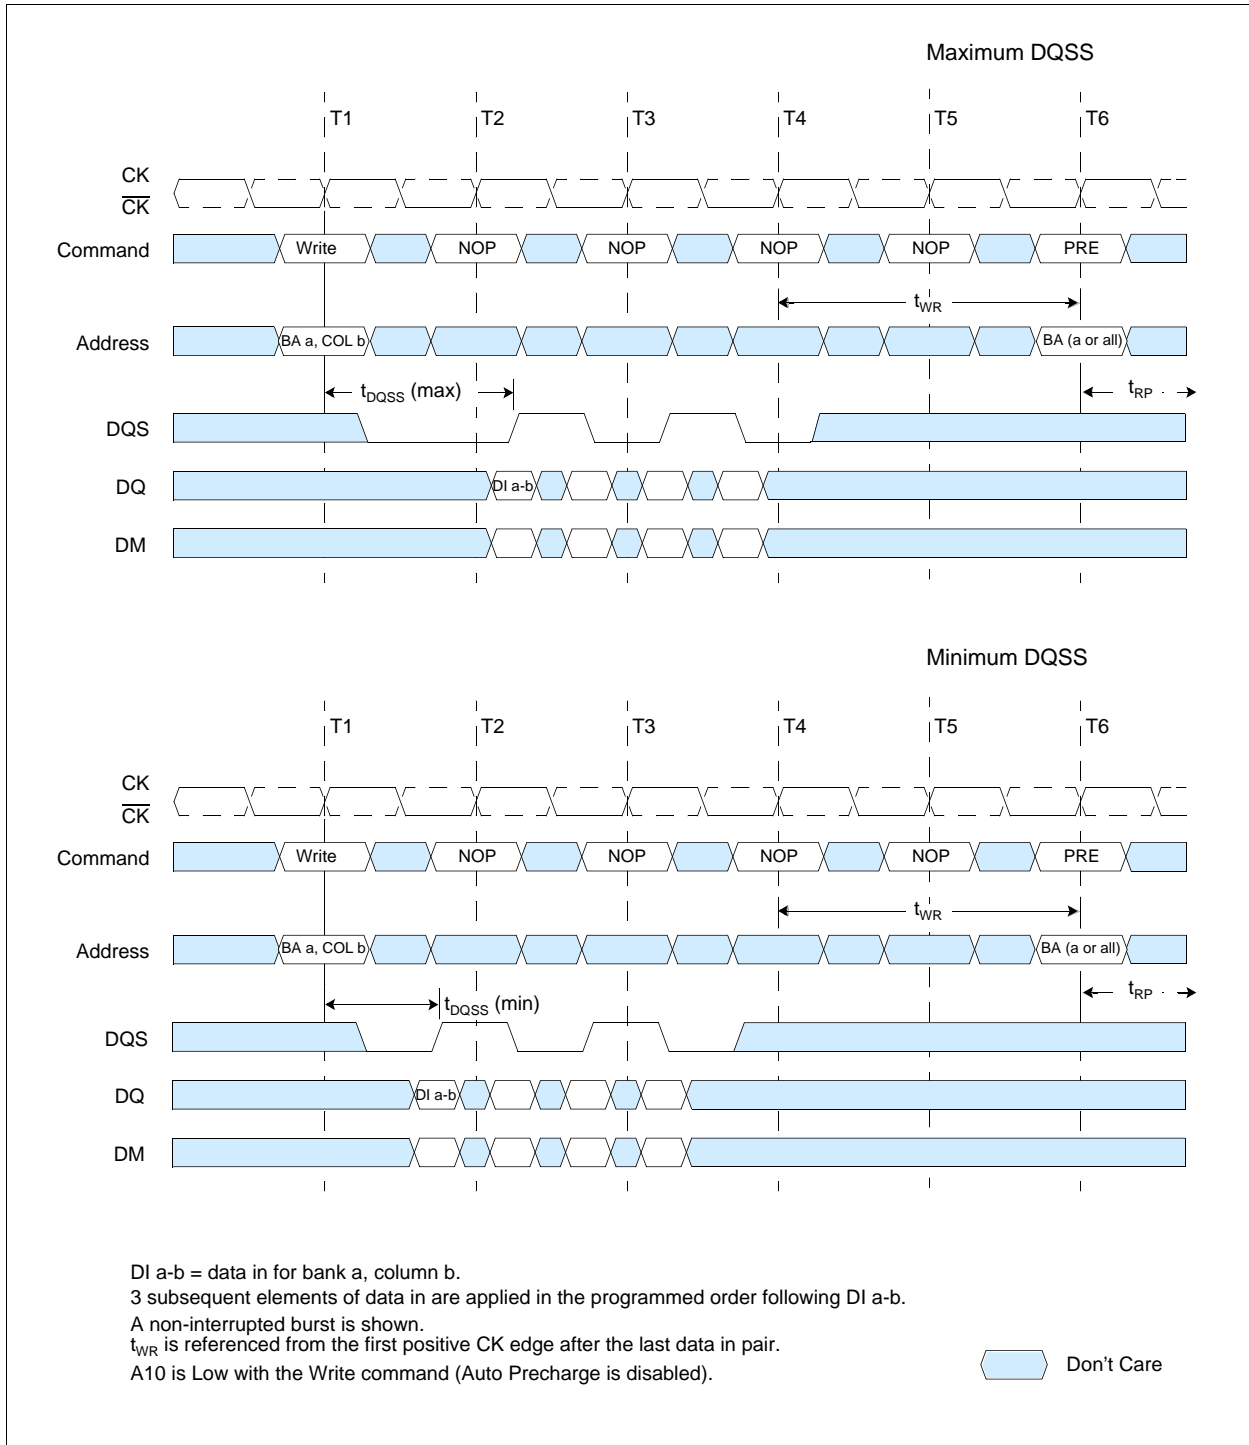 Maximum DQSS
T1 T2 T3 T4 T5 T6
CK
CK
Command Write NOP NOP NOP NOP PRE
tWR
Address BA a, COL b BA (a or all)
tDQSS (max) tRP
DQS
DQ DI a-b
DM
Minimum DQSS
T1 T2 T3 T4 T5 T6
CK
CK
Command Write NOP NOP NOP NOP PRE
tWR
Address BA a, COL b BA (a or all)
tDQSS (min) tRP
DQS
DQ DI a-b
DM
DI a-b = data in for bank a, column b.
3 subsequent elements of data in are applied in the programmed order following DI a-b.
A non-interrupted burst is shown.
tWR is referenced from the first positive CK edge after the last data in pair.
A10 is Low with the Write command (Auto Precharge is disabled).
Don't Care